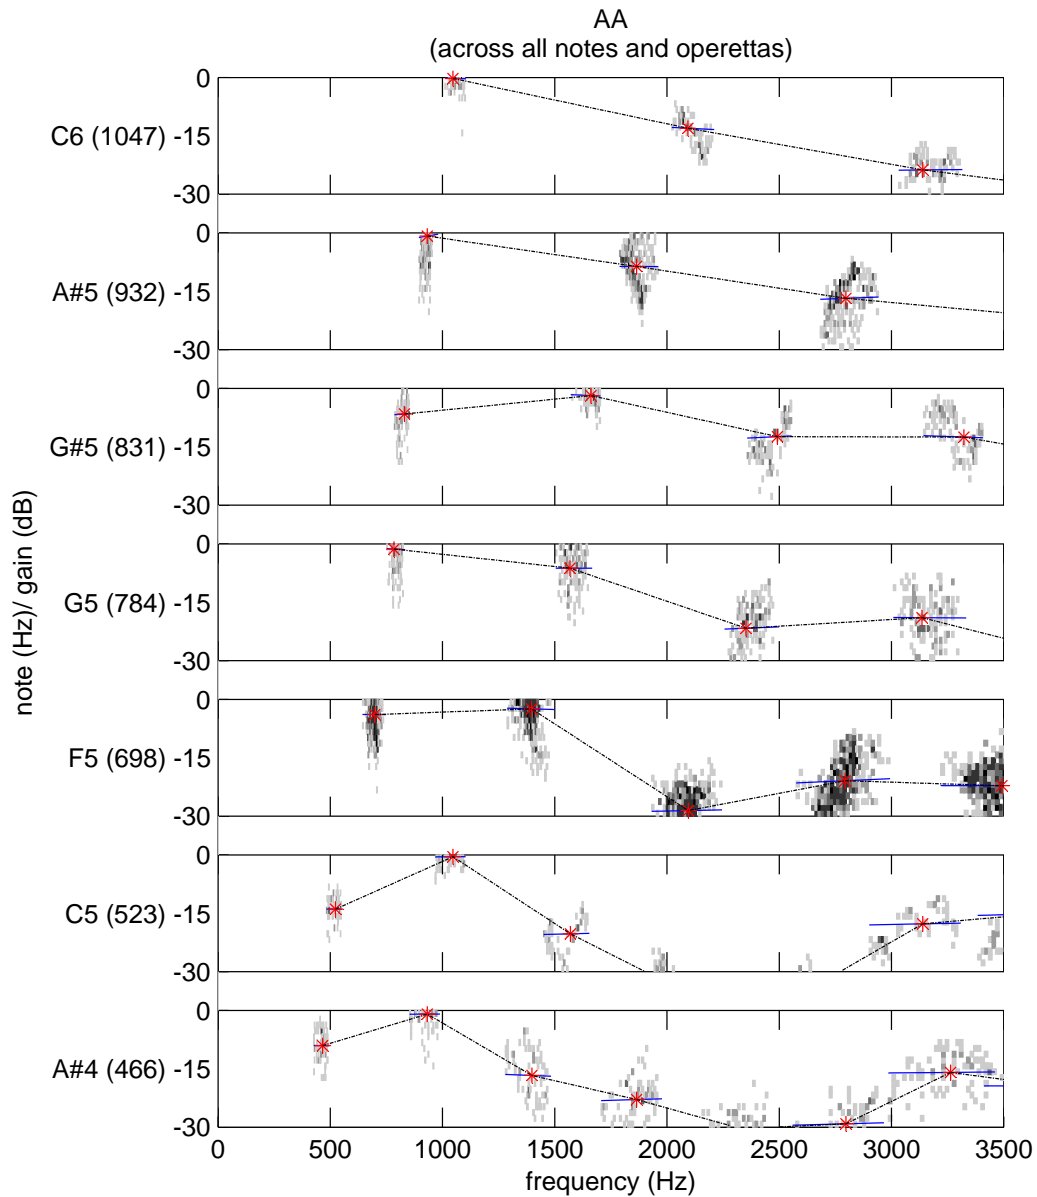 AA
(across all notes and operettas)
note (Hz)/ gain (dB)
0
C6 (1047) -15
-30
0
A#5 (932) -15
-30
0
G#5 (831) -15
-30
0
G5 (784) -15
-30
0
F5 (698) -15
-30
0
C5 (523) -15
-30
0
A#4 (466) -15
-30
0 500 1000 1500 2000 2500 3000 3500
frequency (Hz)